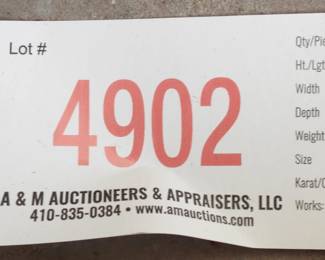 Lot #
4902
A & M AUCTIONEERS & APPRAISERS, LLC
410-835-0384 • www.amauctions.com
Qty/Pie
Ht./Lgt
Width
Depth
Weight
Size
Karat/C
Works: